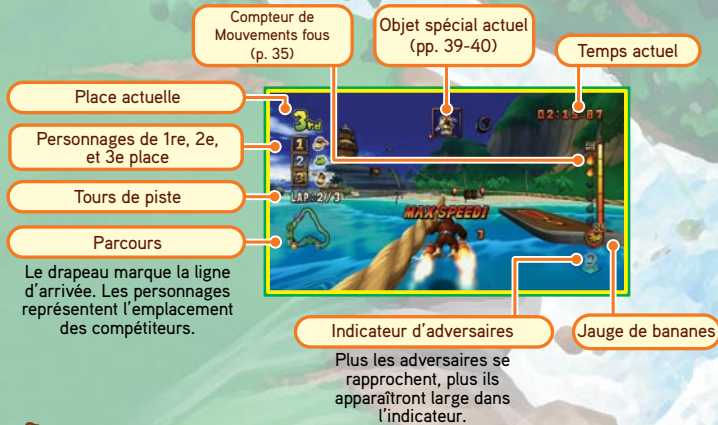 Compteur de
Mouvements fous
(p. 35)
Objet spécial actuel
(pp. 39-40)
Temps actuel
Place actuelle
Personnages de 1re, 2e,
et 3e place
Tours de piste
Parcours
Le drapeau marque la ligne
d'arrivée. Les personnages
représentent l'emplacement
des compétiteurs.
3rd
1
2
3
LAP:2/3
MAX SPEED!
3
Indicateur d'adversaires
Jauge de bananes
Plus les adversaires se
rapprochent, plus ils
apparaîtront large dans
l'indicateur.